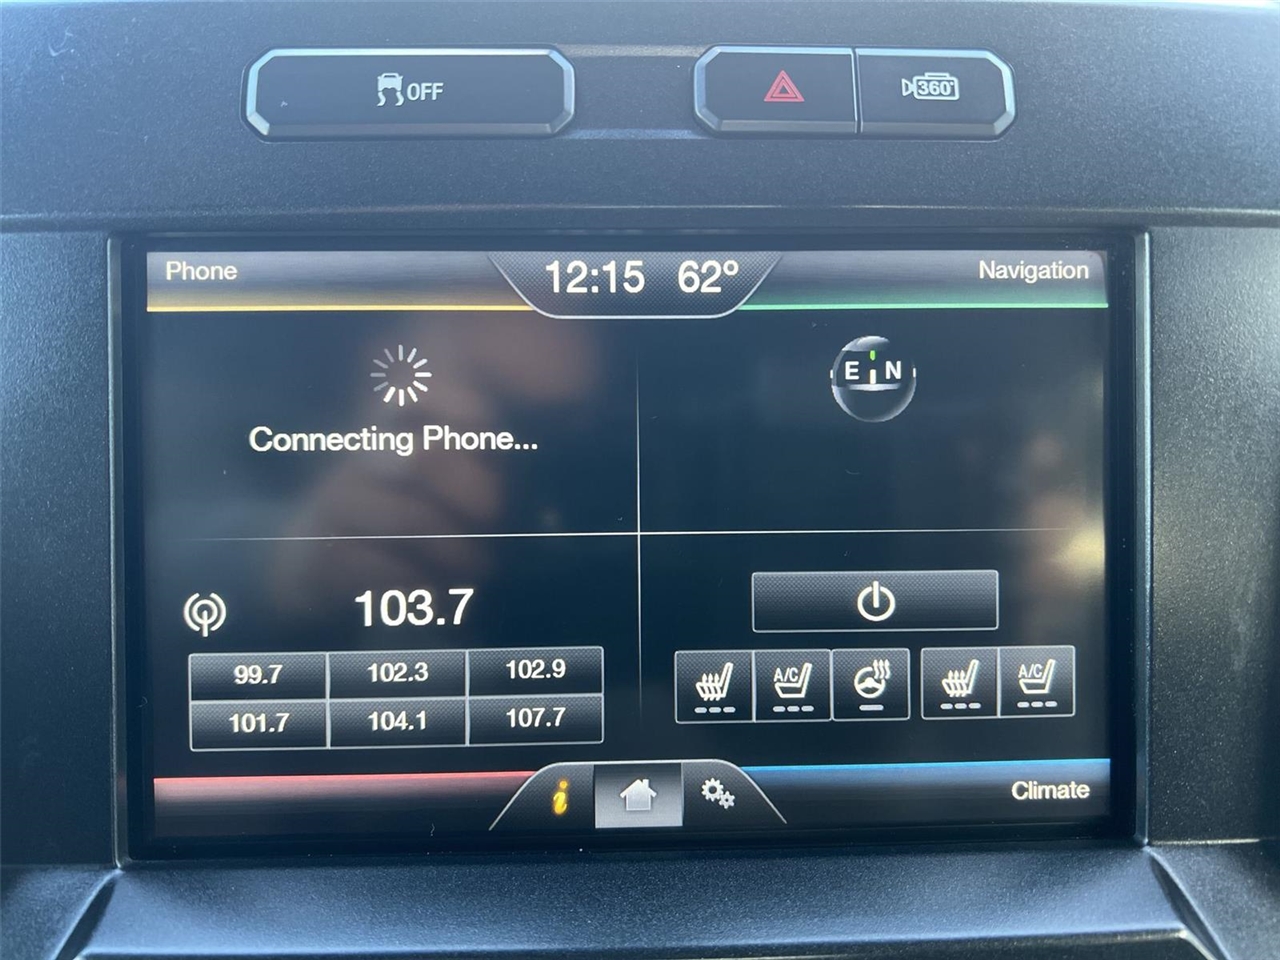 OFF
360°
Phone
12:15 62º
Navigation
E N
Connecting Phone...
103.7
99.7 102.3 102.9
101.7 104.1 107.7
A/C A/C
i
Climate